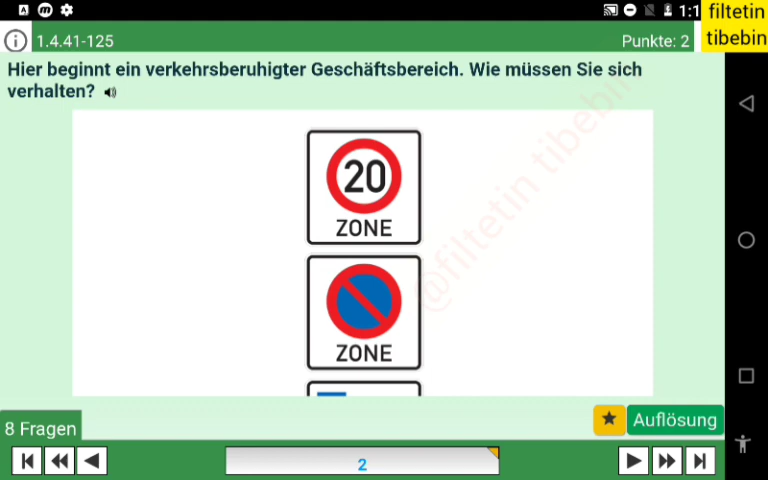 1:1
filtetin
tibebin
1.4.41-125
Punkte: 2
Hier beginnt ein verkehrsberuhigter Geschäftsbereich. Wie müssen Sie sich
verhalten?
20
ZONE
ZONE
@filtetin tibebin
8 Fragen
Auflösung
2